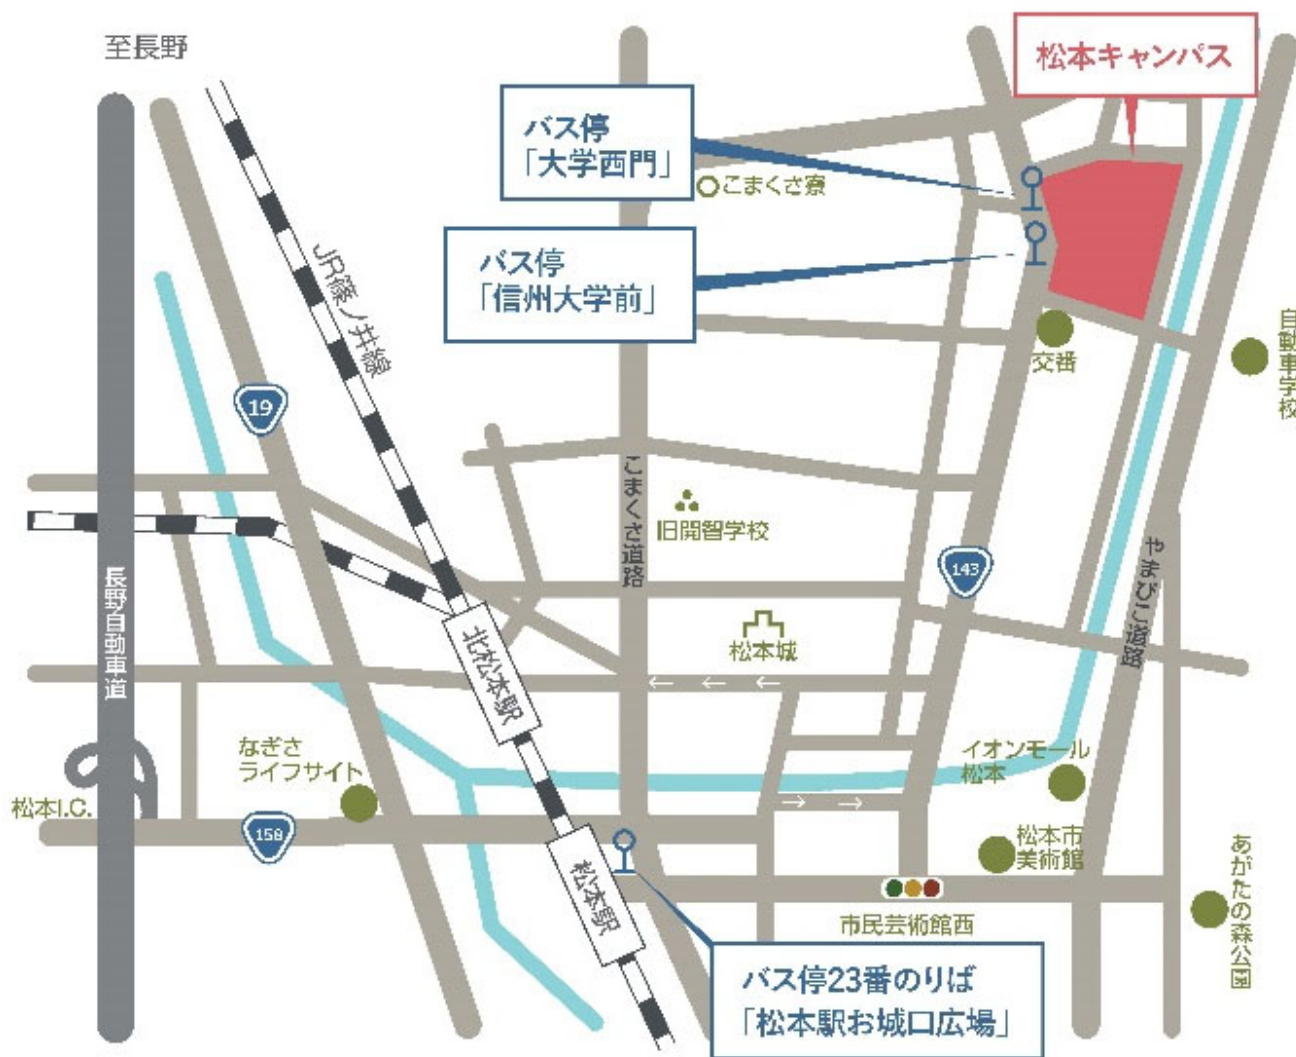 至長野
松本キャンパス
バス停
「大学西門」
こまくさ寮
バス停
「信州大学前」
JR篠ノ井線
交番
自動車学校
19
こまくさ道路
旧開智学校
143
やまびこ道路
長野自動車道
北松本駅
松本城
← ← ←
なぎさ
ライフサイト
イオンモール
松本
松本I.C.
158
→ →
松本市
美術館
松本駅
あがたの森公園
市民芸術館西
バス停23番のりば
「松本駅お城口広場」